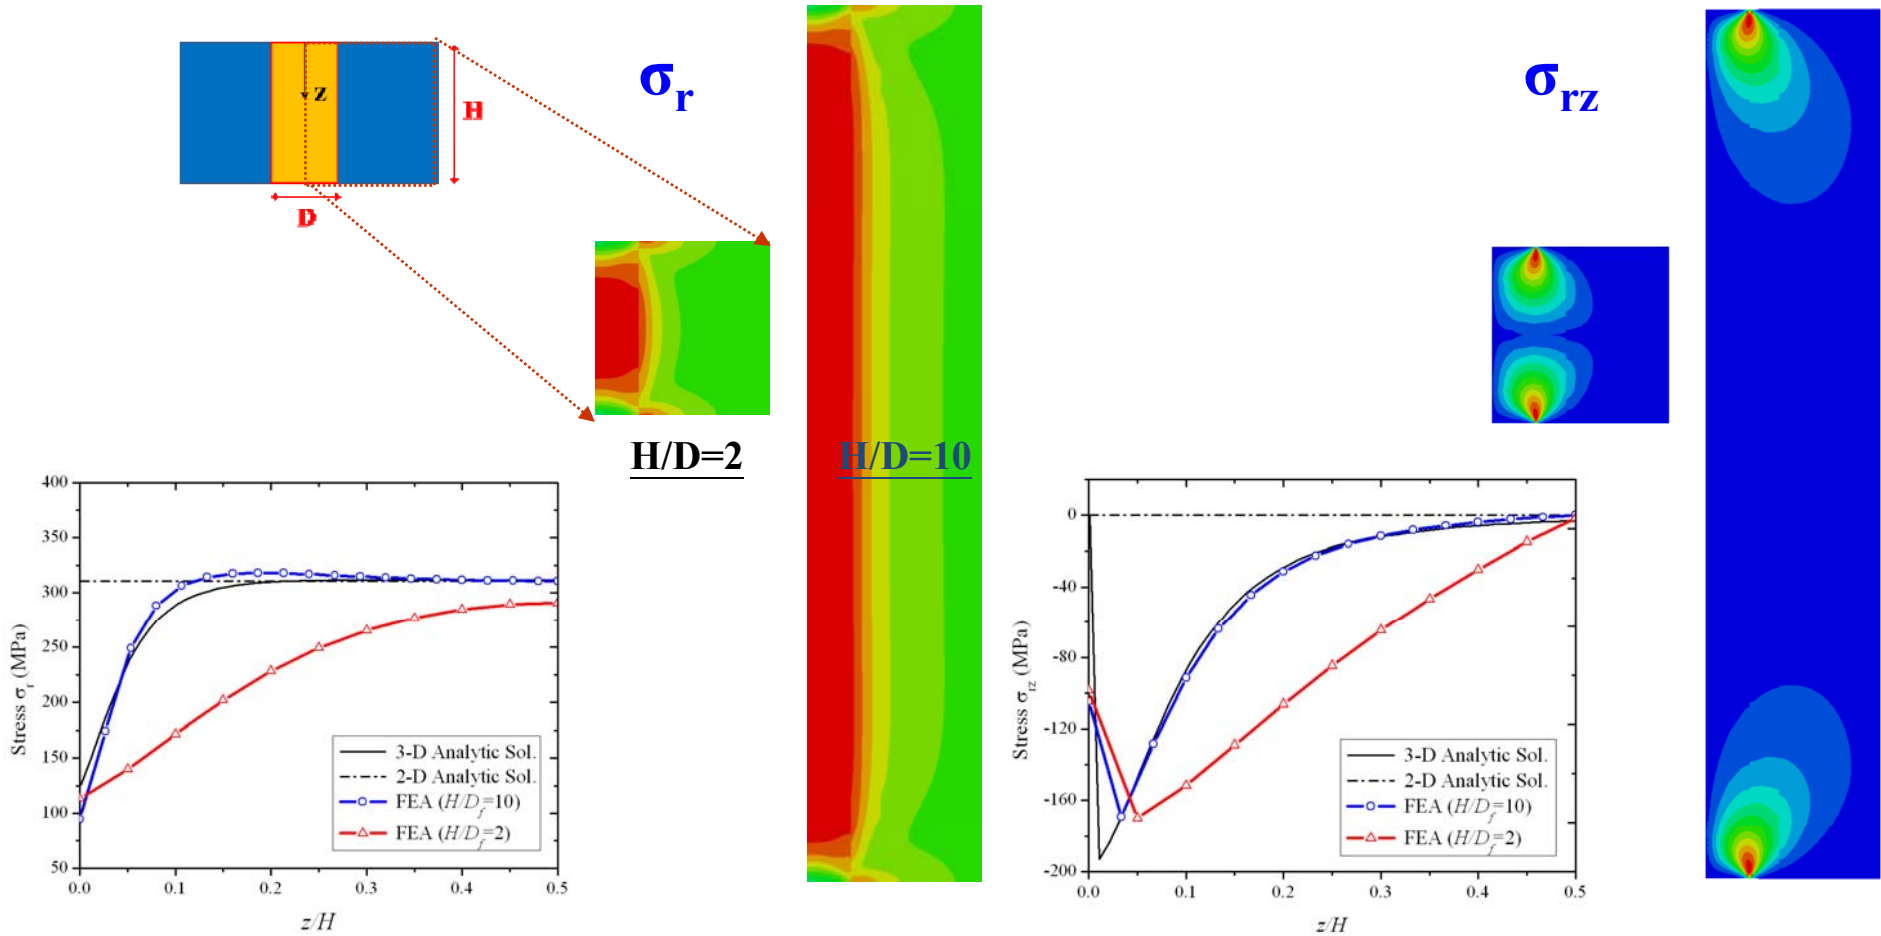 σr
σrz
z
H
D
H/D=2
H/D=10
400
350
300
250
200
150
100
50
Stress σr (MPa)
3-D Analytic Sol.
2-D Analytic Sol.
FEA (H/Df=10)
FEA (H/Df=2)
0.0 0.1 0.2 0.3 0.4 0.5
z/H
0
-40
-80
-120
-160
-200
Stress σrz (MPa)
3-D Analytic Sol.
2-D Analytic Sol.
FEA (H/Df=10)
FEA (H/Df=2)
0.0 0.1 0.2 0.3 0.4 0.5
z/H